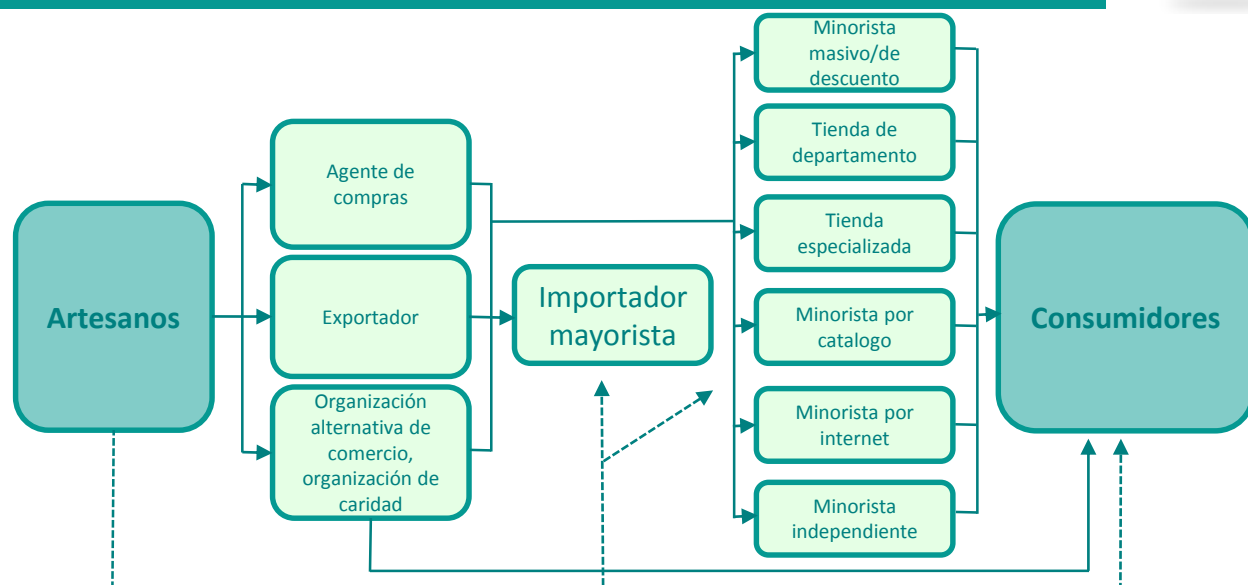 Artesanos
Agente de
compras
Exportador
Organización
alternativa de
comercio,
organización de
caridad
Importador
mayorista
Minorista
masivo/de
descuento
Tienda de
departamento
Tienda
especializada
Minorista por
catalogo
Minorista por
internet
Minorista
independiente
Consumidores